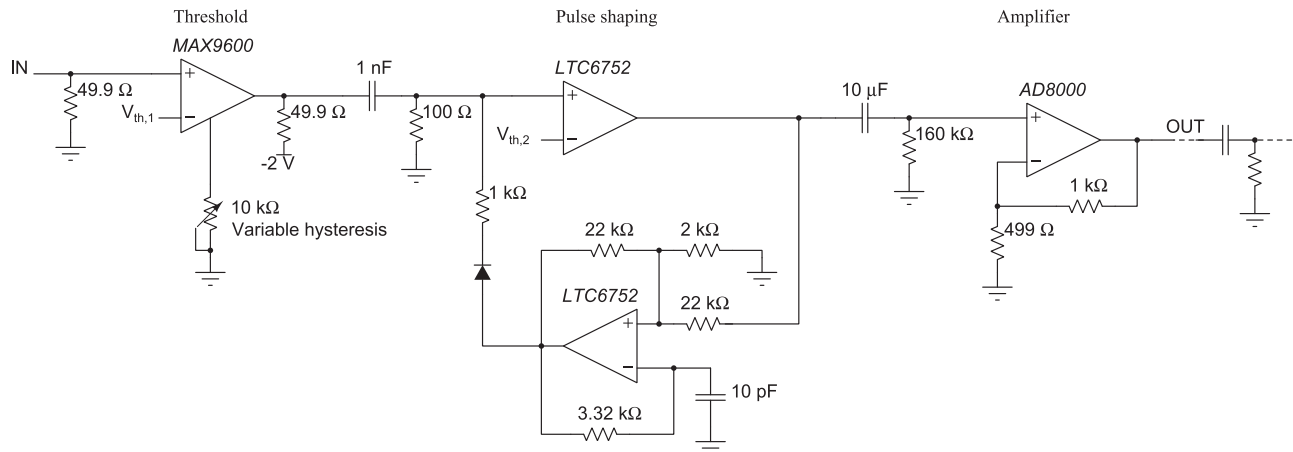 Threshold
Pulse shaping
Amplifier
MAX9600
IN
+
−
49.9 Ω
Vth,1
10 kΩ
Variable hysteresis
49.9 Ω
-2 V
1 nF
100 Ω
LTC6752
+
−
Vth,2
1 kΩ
22 kΩ
2 kΩ
LTC6752
22 kΩ
+
−
10 pF
3.32 kΩ
10 μF
160 kΩ
AD8000
+
−
OUT
1 kΩ
499 Ω